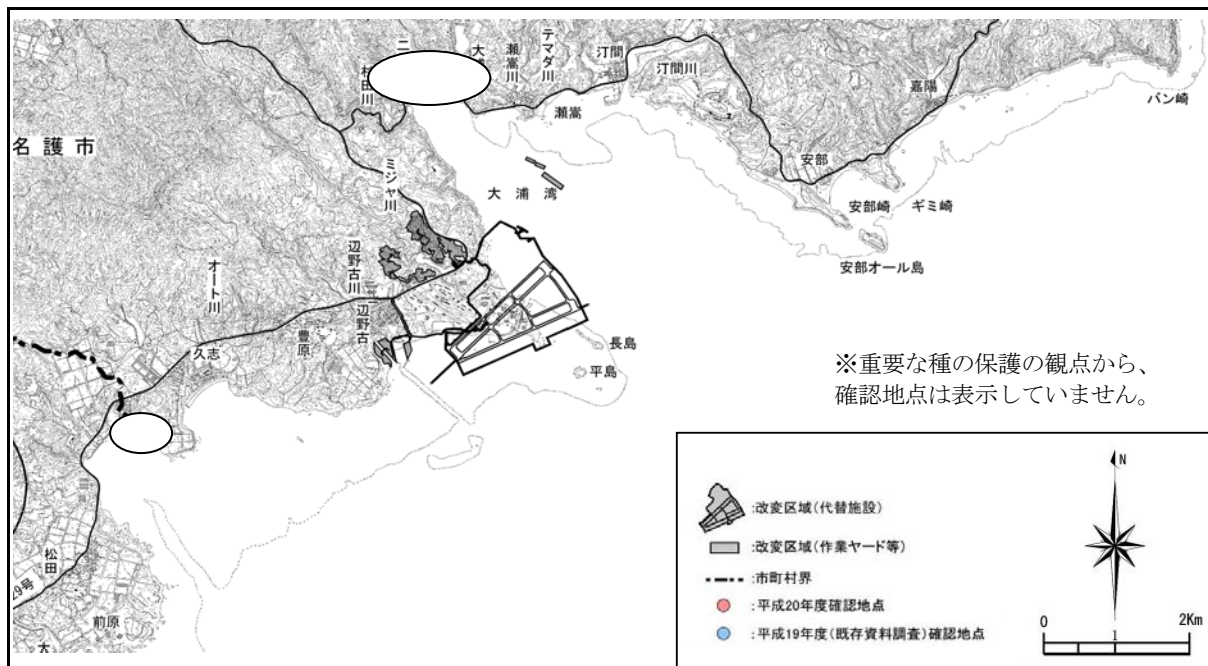 二
村田川
大
瀬嵩川
テマダ川
汀間
汀間川
瀬嵩
嘉陽
バン崎
名護市
ミジャ川
大浦湾
安部
安部崎
ギミ崎
安部オール島
オート川
辺野古川
辺野古
豊原
久志
長島
平島
松田
29号
前原
大
※重要な種の保護の観点から、
確認地点は表示していません。
:改変区域(代替施設)
:改変区域(作業ヤード等)
:市町村界
:平成20年度確認地点
:平成19年度(既存資料調査)確認地点
N
0 1 2Km